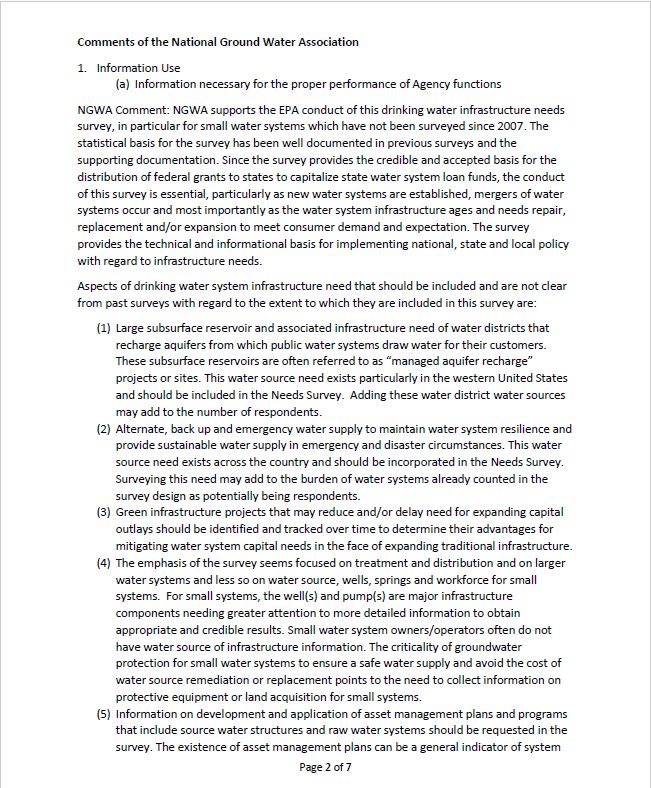 Comments of the National Ground Water Association
1. Information Use
(a) Information necessary for the proper performance of Agency functions
NGWA Comment: NGWA supports the EPA conduct of this drinking water infrastructure needs
survey, in particular for small water systems which have not been surveyed since 2007. The
statistical basis for the survey has been well documented in previous surveys and the
supporting documentation. Since the survey provides the credible and accepted basis for the
distribution of federal grants to states to capitalize state water system loan funds, the conduct
of this survey is essential, particularly as new water systems are established, mergers of water
systems occur and most importantly as the water system infrastructure ages and needs repair,
replacement and/or expansion to meet consumer demand and expectation. The survey
provides the technical and informational basis for implementing national, state and local policy
with regard to infrastructure needs.
Aspects of drinking water system infrastructure need that should be included and are not clear
from past surveys with regard to the extent to which they are included in this survey are:
(1) Large subsurface reservoir and associated infrastructure need of water districts that
recharge aquifers from which public water systems draw water for their customers.
These subsurface reservoirs are often referred to as “managed aquifer recharge”
projects or sites. This water source need exists particularly in the western United States
and should be included in the Needs Survey. Adding these water district water sources
may add to the number of respondents.
(2) Alternate, back up and emergency water supply to maintain water system resilience and
provide sustainable water supply in emergency and disaster circumstances. This water
source need exists across the country and should be incorporated in the Needs Survey.
Surveying this need may add to the burden of water systems already counted in the
survey design as potentially being respondents.
(3) Green infrastructure projects that may reduce and/or delay need for expanding capital
outlays should be identified and tracked over time to determine their advantages for
mitigating water system capital needs in the face of expanding traditional infrastructure.
(4) The emphasis of the survey seems focused on treatment and distribution and on larger
water systems and less so on water source, wells, springs and workforce for small
systems. For small systems, the well(s) and pump(s) are major infrastructure
components needing greater attention to more detailed information to obtain
appropriate and credible results. Small water system owners/operators often do not
have water source of infrastructure information. The criticality of groundwater
protection for small water systems to ensure a safe water supply and avoid the cost of
water source remediation or replacement points to the need to collect information on
protective equipment or land acquisition for small systems.
(5) Information on development and application of asset management plans and programs
that include source water structures and raw water systems should be requested in the
survey. The existence of asset management plans can be a general indicator of system
Page 2 of 7